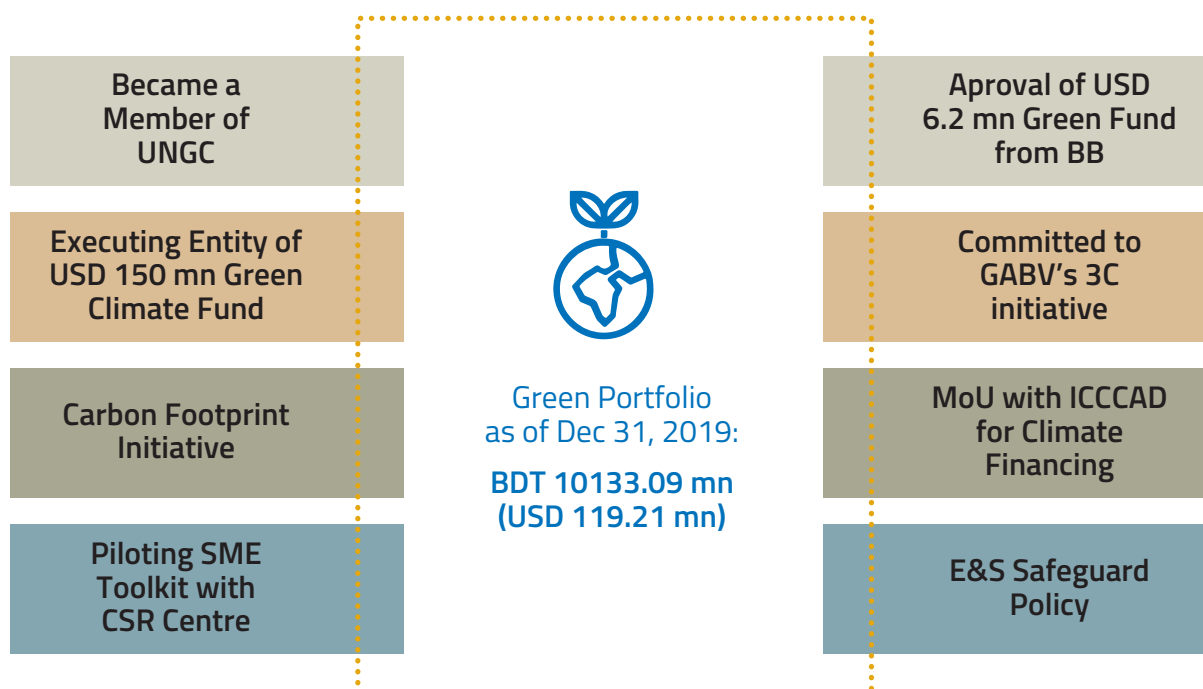 Became a
Member of
UNGC
Executing Entity of
USD 150 mn Green
Climate Fund
Carbon Footprint
Initiative
Piloting SME
Toolkit with
CSR Centre
Green Portfolio
as of Dec 31, 2019:
BDT 10133.09 mn
(USD 119.21 mn)
Aproval of USD
6.2 mn Green Fund
from BB
Committed to
GABV's 3C
initiative
MoU with ICCCAD
for Climate
Financing
E&S Safeguard
Policy